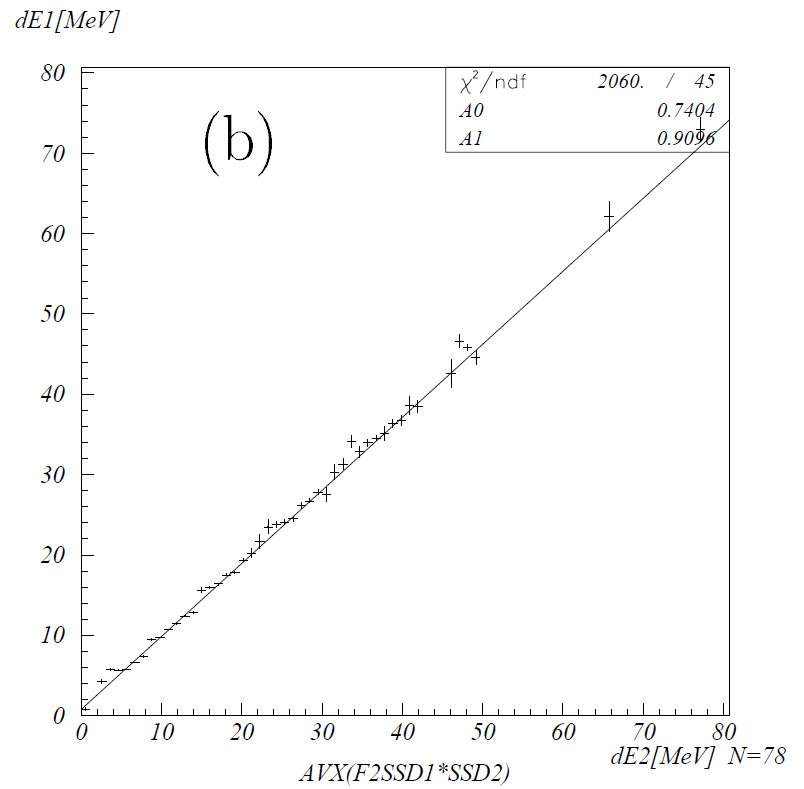 dE1[MeV]
(b)
χ²/ndf 2060. / 45
A0 0.7404
A1 0.9096
80
70
60
50
40
30
20
10
0
0 10 20 30 40 50 60 70 80
dE2[MeV] N=78
AVX(F2SSD1*SSD2)